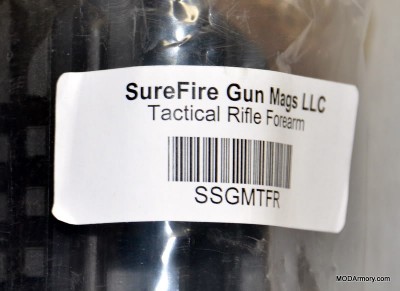 SureFire Gun Mags LLC
Tactical Rifle Forearm
SSGMTFR
MODArmory.com